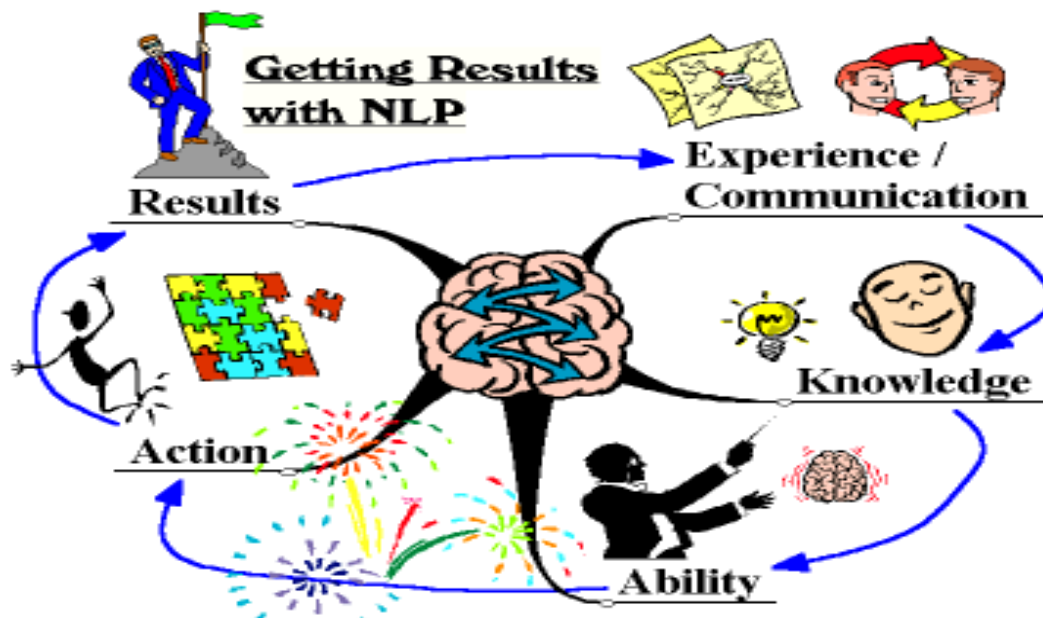 Getting Results
with NLP
Experience /
Communication
Results
Knowledge
Action
Ability